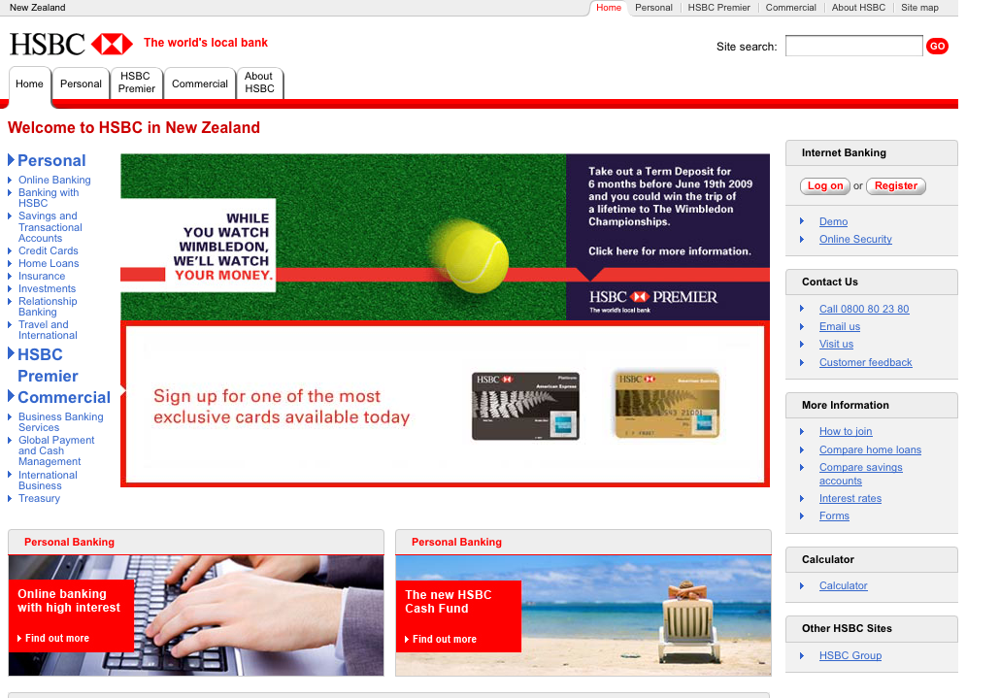 New Zealand
Home
Personal
HSBC Premier
Commercial
About HSBC
Site map
HSBC
The world's local bank
Site search:
GO
Home
Personal
HSBC
Premier
Commercial
About
HSBC
Welcome to HSBC in New Zealand
Personal
Online Banking
Banking with
HSBC
Savings and
Transactional
Accounts
Credit Cards
Home Loans
Insurance
Investments
Relationship
Banking
Travel and
International
HSBC
Premier
Commercial
Business Banking
Services
Global Payment
and Cash
Management
International
Business
Treasury
WHILE
YOU WATCH
WIMBLEDON,
WE'LL WATCH
YOUR MONEY.
Take out a Term Deposit for
6 months before June 19th 2009
and you could win the trip of
a lifetime to The Wimbledon
Championships.
Click here for more information.
HSBC PREMIER
The world's local bank
Sign up for one of the most
exclusive cards available today
HSBC
Platinum
American Express
HSBC
American Express
Personal Banking
Online banking
with high interest
Find out more
Personal Banking
The new HSBC
Cash Fund
Find out more
Internet Banking
Log on or Register
Demo
Online Security
Contact Us
Call 0800 80 23 80
Email us
Visit us
Customer feedback
More Information
How to join
Compare home loans
Compare savings
accounts
Interest rates
Forms
Calculator
Calculator
Other HSBC Sites
HSBC Group